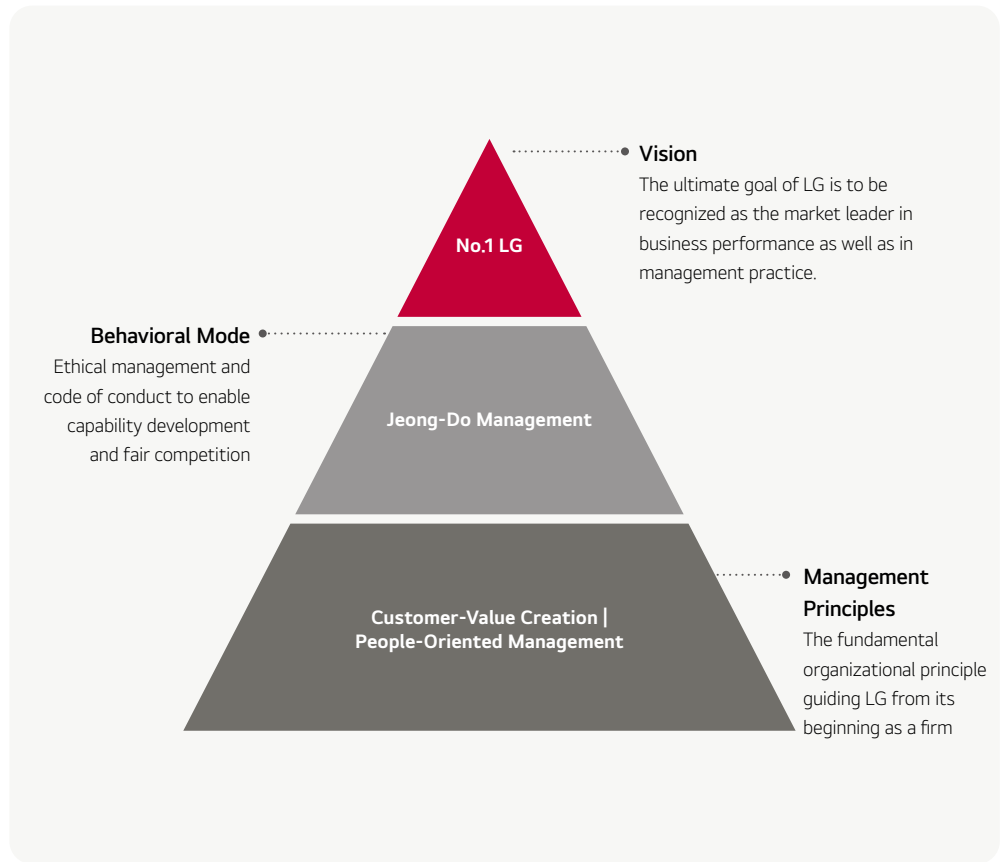 Vision
The ultimate goal of LG is to be
recognized as the market leader in
business performance as well as in
management practice.
No.1 LG
Behavioral Mode
Ethical management and
code of conduct to enable
capability development
and fair competition
Jeong-Do Management
Management
Principles
The fundamental
organizational principle
guiding LG from its
beginning as a firm
Customer-Value Creation |
People-Oriented Management